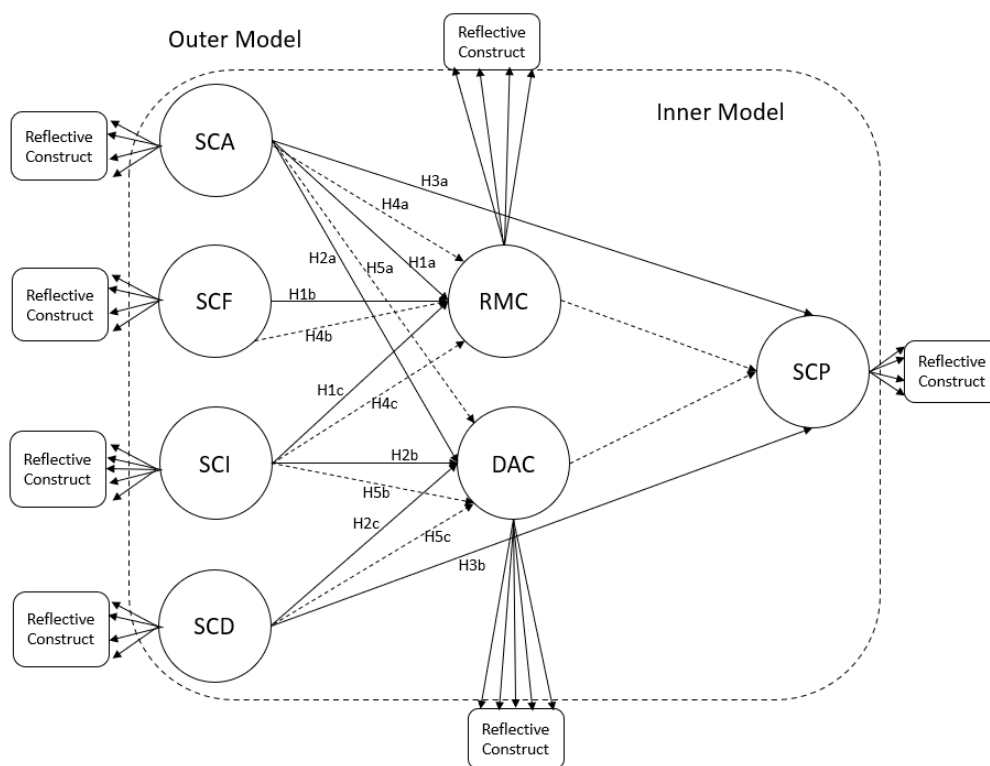 Outer Model
Reflective
Construct
Inner Model
Reflective
Construct
SCA
H3a
H4a
H2a
H5a
H1a
Reflective
Construct
SCF
H1b
H4b
RMC
SCP
Reflective
Construct
H1c
H4c
Reflective
Construct
SCI
H2b
DAC
H5b
H2c
H5c
H3b
Reflective
Construct
SCD
Reflective
Construct